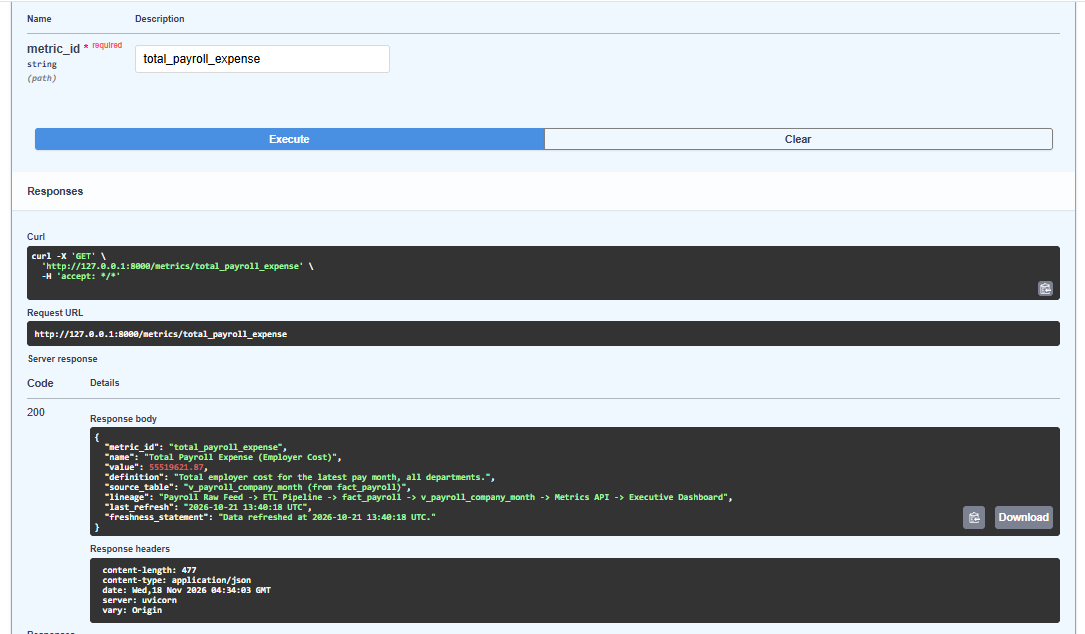 Name Description
metric_id * required
string
(path)
total_payroll_expense
Execute Clear
Responses
Curl
curl -X 'GET' \
'http://127.0.0.1:8000/metrics/total_payroll_expense' \
-H 'accept: */*'
Request URL
http://127.0.0.1:8000/metrics/total_payroll_expense
Server response
Code Details
200
Response body
{
"metric_id": "total_payroll_expense",
"name": "Total Payroll Expense (Employer Cost)",
"value": 55519621.87,
"definition": "Total employer cost for the latest pay month, all departments.",
"source_table": "v_payroll_company_month (from fact_payroll)",
"lineage": "Payroll Raw Feed -> ETL Pipeline -> fact_payroll -> v_payroll_company_month -> Metrics API -> Executive Dashboard",
"last_refresh": "2026-10-21 13:40:18 UTC",
"freshness_statement": "Data refreshed at 2026-10-21 13:40:18 UTC."
}
Download
Response headers
content-length: 477
content-type: application/json
date: Wed,18 Nov 2026 04:34:03 GMT
server: uvicorn
vary: Origin
Responses